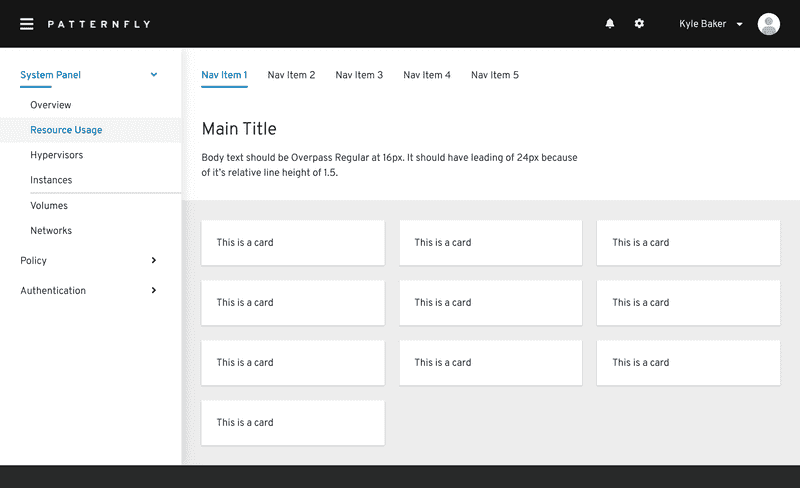 PATTERNFLY
Kyle Baker
System Panel
Overview
Resource Usage
Hypervisors
Instances
Volumes
Networks
Policy
Authentication
Nav Item 1 Nav Item 2 Nav Item 3 Nav Item 4 Nav Item 5
Main Title
Body text should be Overpass Regular at 16px. It should have leading of 24px because
of it's relative line height of 1.5.
This is a card This is a card This is a card
This is a card This is a card This is a card
This is a card This is a card This is a card
This is a card